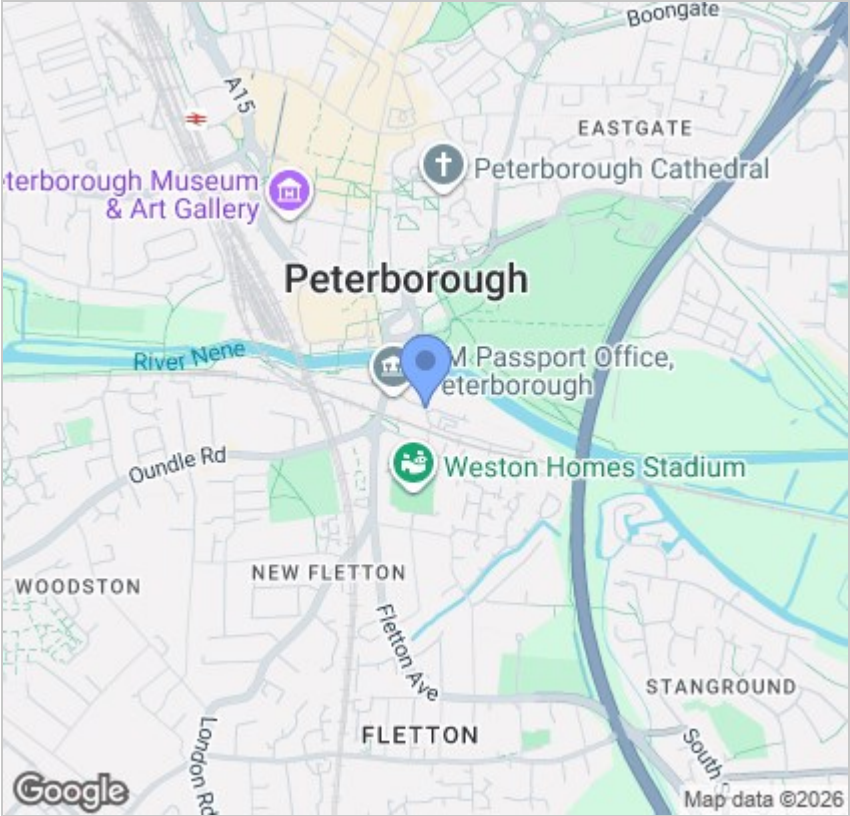 Boongate
A15
EASTGATE
Peterborough Cathedral
eterborough Museum
& Art Gallery
Peterborough
River Nene
M Passport Office,
eterborough
Oundle Rd
Weston Homes Stadium
NEW FLETTON
WOODSTON
Fletton Ave
STANGROUND
FLETTON
London Rd
South
Google
Map data ©2026